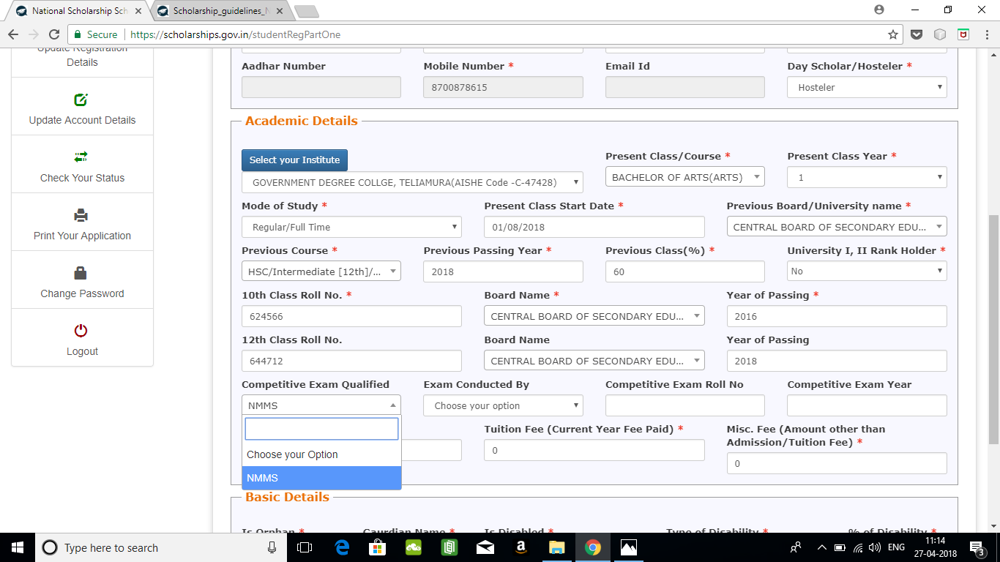 National Scholarship Sch
Scholarship_guidelines_N
Secure
https://scholarships.gov.in/studentRegPartOne
Update Registration
Details
Update Account Details
Check Your Status
Print Your Application
Change Password
Logout
Aadhar Number
Mobile Number *
Email Id
Day Scholar/Hosteler *
8700878615
Hosteler
Academic Details
Select your Institute
Present Class/Course *
Present Class Year *
GOVERNMENT DEGREE COLLGE, TELIAMURA(AISHE Code -C-47428)
BACHELOR OF ARTS(ARTS)
1
Mode of Study *
Present Class Start Date *
Previous Board/University name *
Regular/Full Time
01/08/2018
CENTRAL BOARD OF SECONDARY EDU...
Previous Course *
Previous Passing Year *
Previous Class(%) *
University I, II Rank Holder *
HSC/Intermediate [12th]/...
2018
60
No
10th Class Roll No. *
Board Name *
Year of Passing *
624566
CENTRAL BOARD OF SECONDARY EDU...
2016
12th Class Roll No.
Board Name
Year of Passing
644712
CENTRAL BOARD OF SECONDARY EDU...
2018
Competitive Exam Qualified
Exam Conducted By
Competitive Exam Roll No
Competitive Exam Year
NMMS
Choose your option
Choose your Option
NMMS
Tuition Fee (Current Year Fee Paid) *
Misc. Fee (Amount other than
Admission/Tuition Fee) *
0
0
Basic Details
Is Orphan *
Gaurdian Name *
Is Disabled *
Type of Disability *
% of Disability *
Type here to search
ENG
11:14
27-04-2018
3